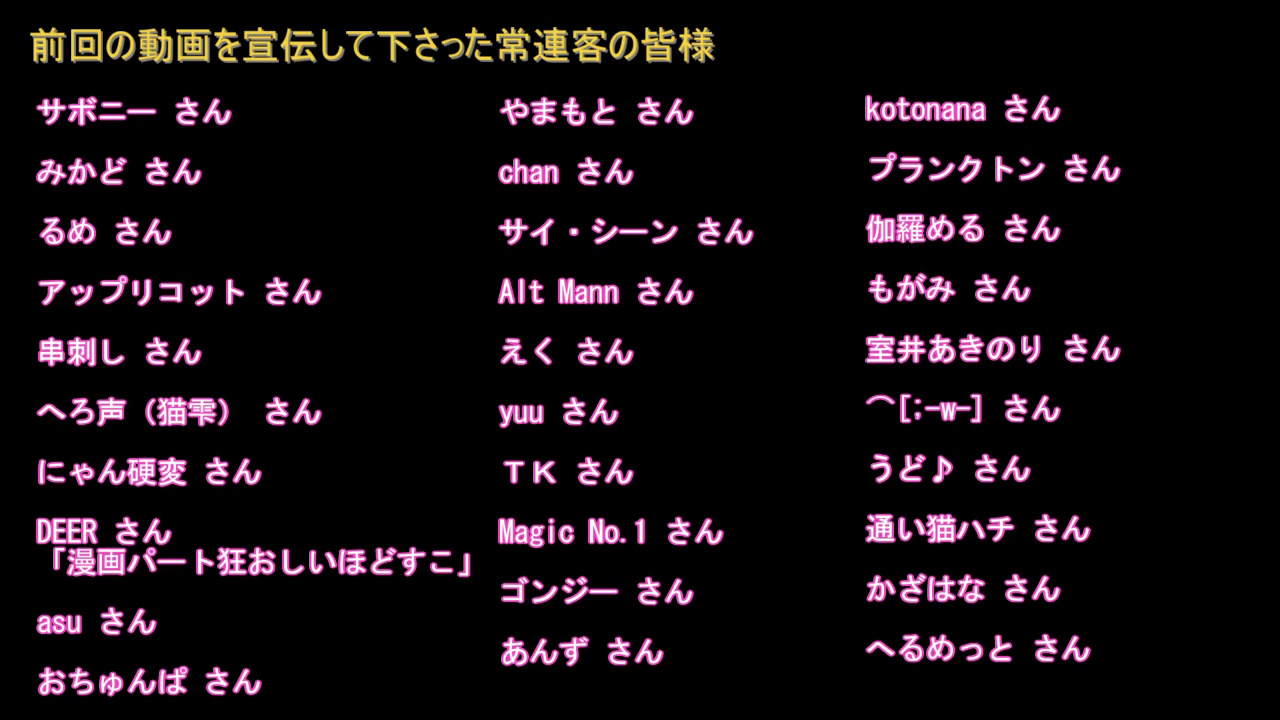 前回の動画を宣伝して下さった常連客の皆様
サボニー さん
みかど さん
るめ さん
アップリコット さん
串刺し さん
へろ声（猫雫） さん
にゃん硬変 さん
DEER さん
「漫画パート狂おしいほどすこ」
asu さん
おちゅんぱ さん
やまもと さん
chan さん
サイ・シーン さん
Alt Mann さん
えく さん
yuu さん
ＴＫ さん
Magic No.1 さん
ゴンジー さん
あんず さん
kotonana さん
プランクトン さん
伽羅める さん
もがみ さん
室井あきのり さん
⌒[;-w-] さん
うど♪ さん
通い猫ハチ さん
かざはな さん
へるめっと さん